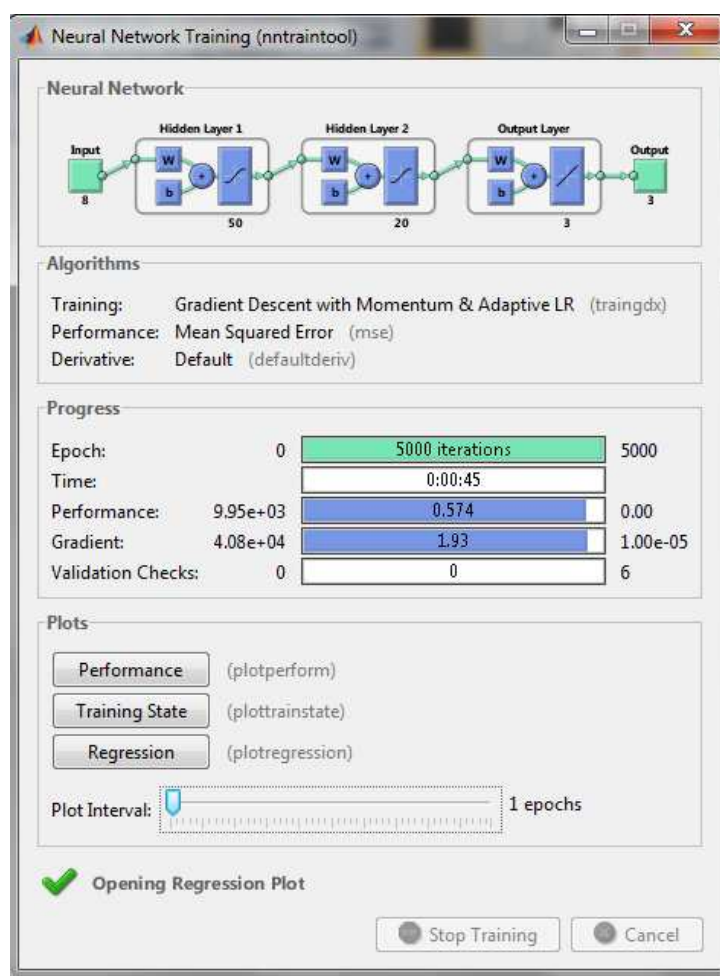 Neural Network Training (nntraintool)
Neural Network
Hidden Layer 1 Hidden Layer 2 Output Layer
Input Output
W W W
+ + +
b b b
8 3
50 20 3
Algorithms
Training: Gradient Descent with Momentum & Adaptive LR (traingdx)
Performance: Mean Squared Error (mse)
Derivative: Default (defaultderiv)
Progress
Epoch: 0 5000 iterations 5000
Time: 0:00:45
Performance: 9.95e+03 0.574 0.00
Gradient: 4.08e+04 1.93 1.00e-05
Validation Checks: 0 0 6
Plots
Performance (plotperform)
Training State (plottrainstate)
Regression (plotregression)
Plot Interval: 1 epochs
Opening Regression Plot
Stop Training Cancel